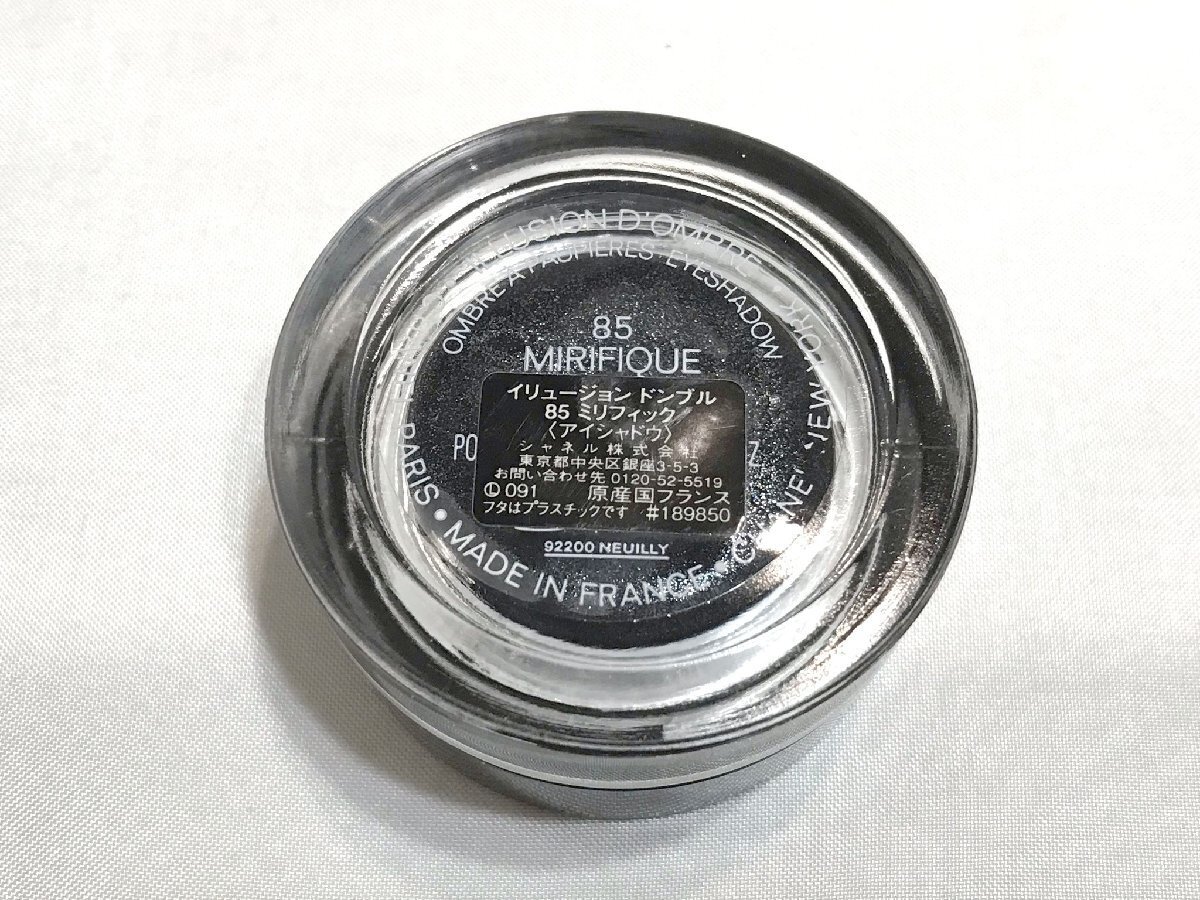 ILLUSION D'OMBRE
OMBRE À PAUPIÈRES EYESHADOW
85
MIRIFIQUE
イリュージョン ドンブル
85 ミリフィック
〈アイシャドウ〉
シャネル株式会社
東京都中央区銀座3-5-3
お問い合わせ先 0120-52-5519
Ⓛ 091 原産国フランス
フタはプラスチックです #189850
92200 NEUILLY
PARIS • MADE IN FRANCE •
NEW YORK